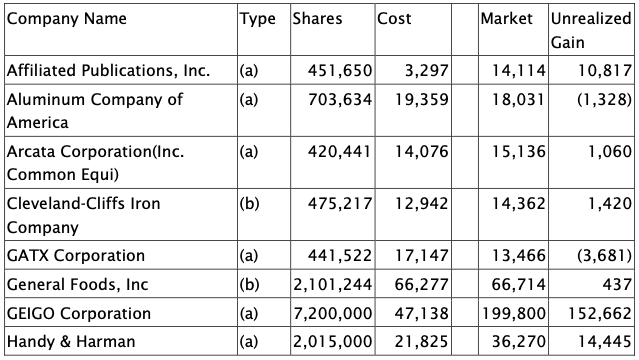 Company Name Type Shares Cost Market Unrealized
Gain
Affiliated Publications, Inc. (a) 451,650 3,297 14,114 10,817
Aluminum Company of (a) 703,634 19,359 18,031 (1,328)
America
Arcata Corporation(Inc. (a) 420,441 14,076 15,136 1,060
Common Equi)
Cleveland-Cliffs Iron (b) 475,217 12,942 14,362 1,420
Company
GATX Corporation (a) 441,522 17,147 13,466 (3,681)
General Foods, Inc (b) 2,101,244 66,277 66,714 437
GEIGO Corporation (a) 7,200,000 47,138 199,800 152,662
Handy & Harman (a) 2,015,000 21,825 36,270 14,445